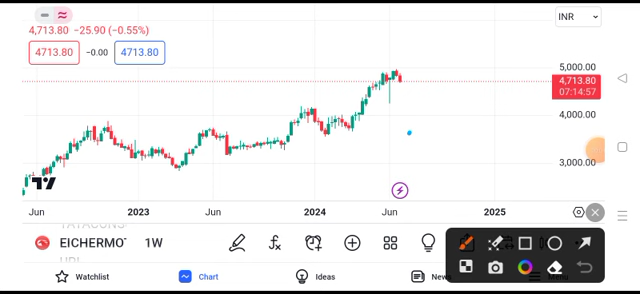 INR
4,713.80 −25.90 (−0.55%)
4713.80 −0.00 4713.80
5,000.00
4,713.80
07:14:57
4,000.00
3,000.00
Jun 2023 Jun 2024 Jun 2025
EICHERMO 1W
Watchlist Chart Ideas News